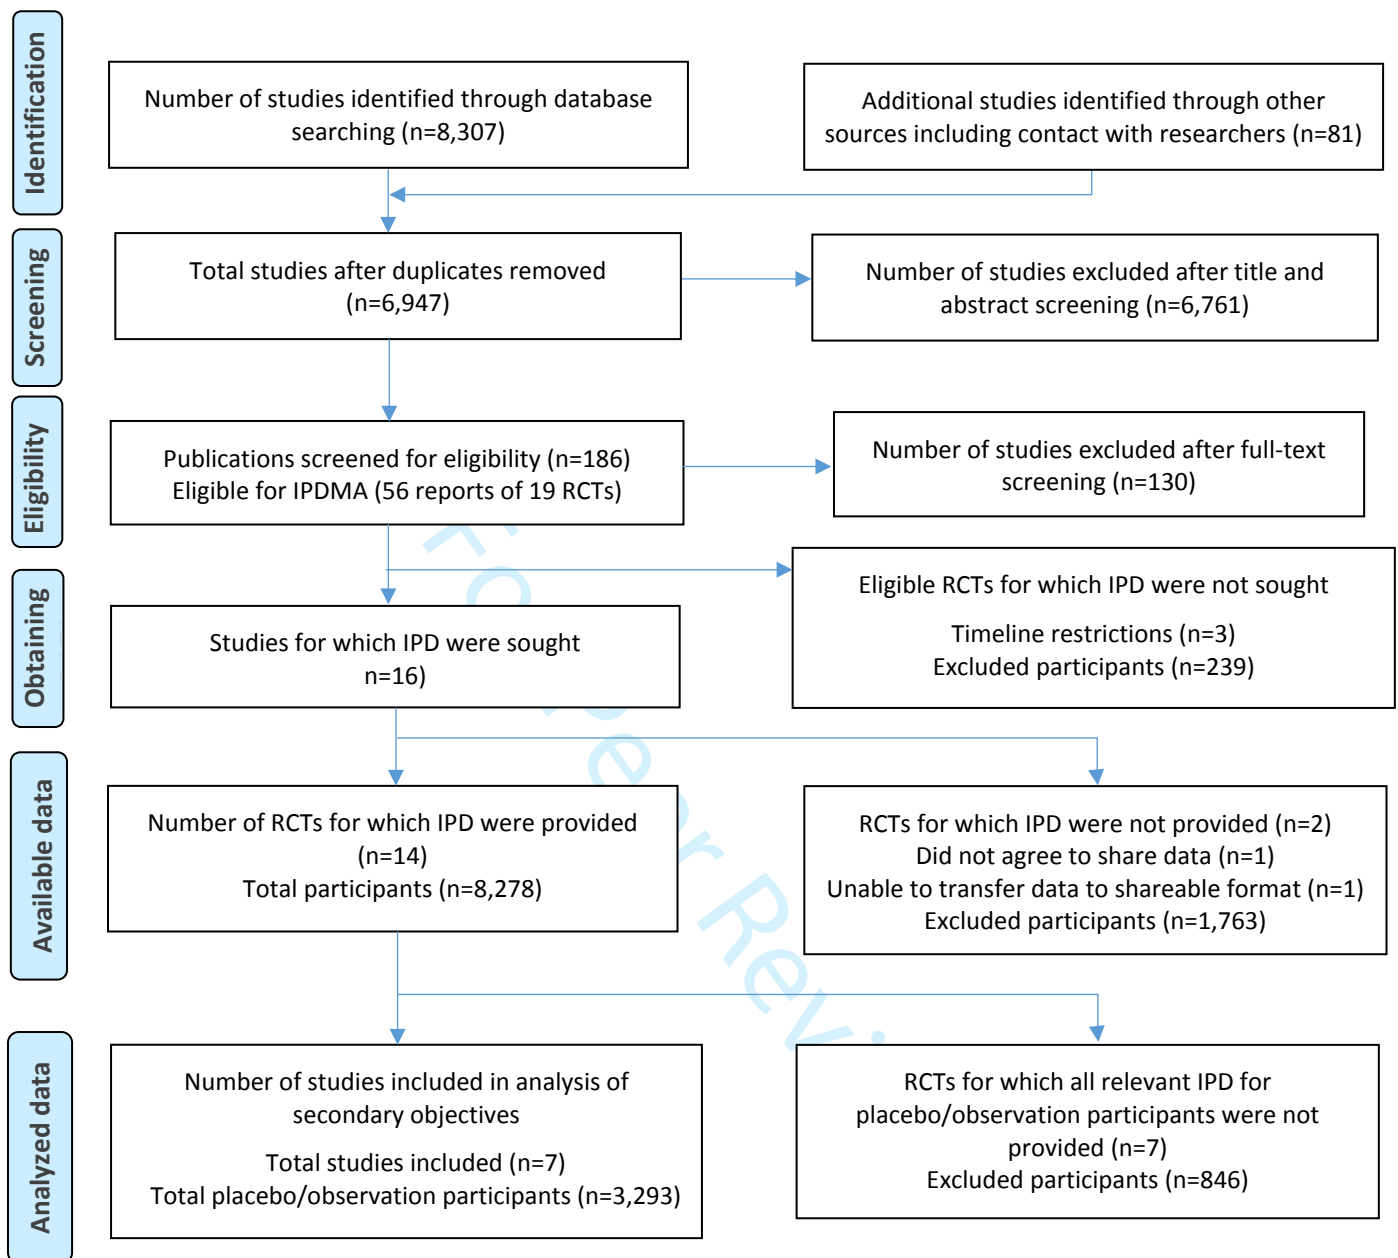 Identification
Number of studies identified through database
searching (n=8,307)
Additional studies identified through other
sources including contact with researchers (n=81)
Screening
Total studies after duplicates removed
(n=6,947)
Number of studies excluded after title and
abstract screening (n=6,761)
Eligibility
Publications screened for eligibility (n=186)
Eligible for IPDMA (56 reports of 19 RCTs)
Number of studies excluded after full-text
screening (n=130)
Obtaining
Studies for which IPD were sought
n=16)
Eligible RCTs for which IPD were not sought
Timeline restrictions (n=3)
Excluded participants (n=239)
Available data
Number of RCTs for which IPD were provided
(n=14)
Total participants (n=8,278)
RCTs for which IPD were not provided (n=2)
Did not agree to share data (n=1)
Unable to transfer data to shareable format (n=1)
Excluded participants (n=1,763)
Analyzed data
Number of studies included in analysis of
secondary objectives
Total studies included (n=7)
Total placebo/observation participants (n=3,293)
RCTs for which all relevant IPD for
placebo/observation participants were not
provided (n=7)
Excluded participants (n=846)